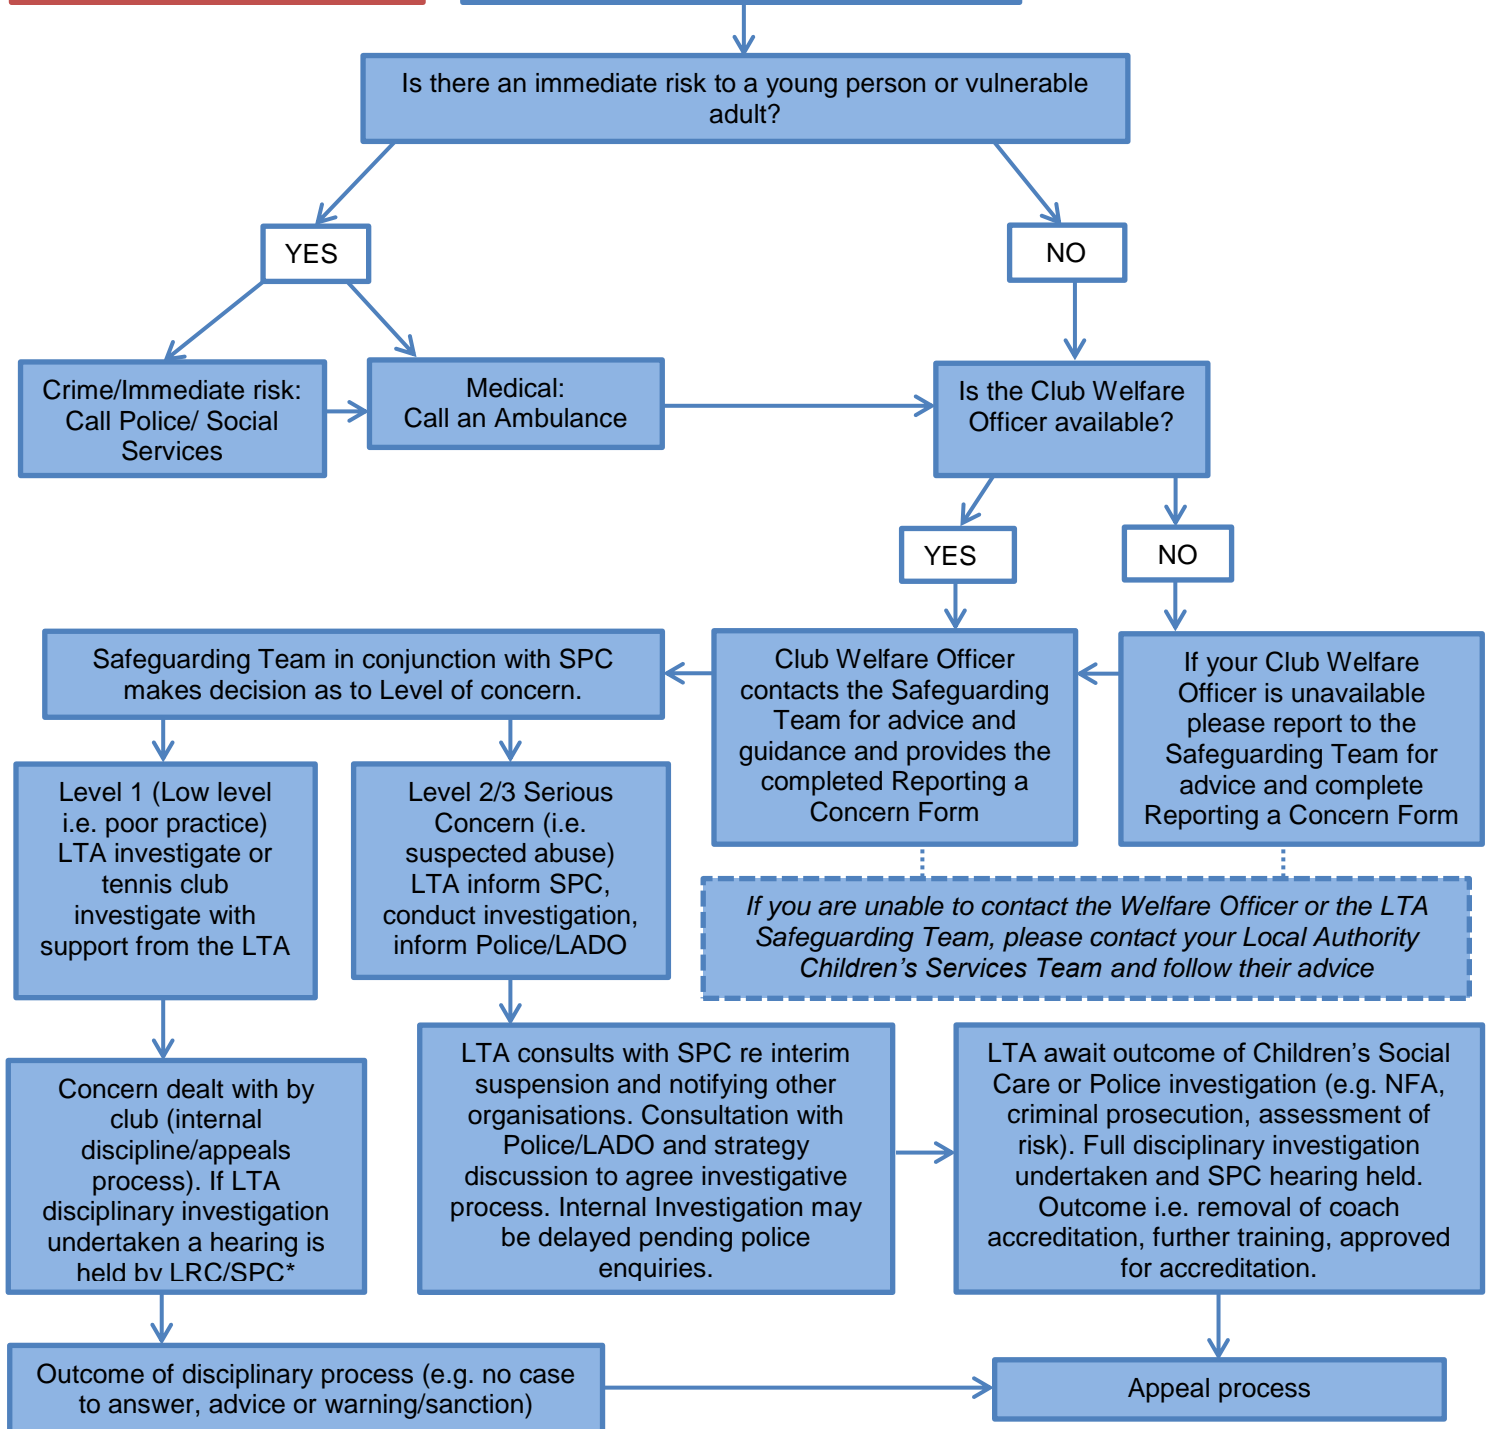 Is there an immediate risk to a young person or vulnerable
adult?
YES
NO
Crime/Immediate risk:
Call Police/ Social
Services
Medical:
Call an Ambulance
Is the Club Welfare
Officer available?
YES
NO
Safeguarding Team in conjunction with SPC
makes decision as to Level of concern.
Club Welfare Officer
contacts the Safeguarding
Team for advice and
guidance and provides the
completed Reporting a
Concern Form
If your Club Welfare
Officer is unavailable
please report to the
Safeguarding Team for
advice and complete
Reporting a Concern Form
Level 1 (Low level
i.e. poor practice)
LTA investigate or
tennis club
investigate with
support from the LTA
Level 2/3 Serious
Concern (i.e.
suspected abuse)
LTA inform SPC,
conduct investigation,
inform Police/LADO
If you are unable to contact the Welfare Officer or the LTA
Safeguarding Team, please contact your Local Authority
Children’s Services Team and follow their advice
Concern dealt with by
club (internal
discipline/appeals
process). If LTA
disciplinary investigation
undertaken a hearing is
held by LRC/SPC*
LTA consults with SPC re interim
suspension and notifying other
organisations. Consultation with
Police/LADO and strategy
discussion to agree investigative
process. Internal Investigation may
be delayed pending police
enquiries.
LTA await outcome of Children’s Social
Care or Police investigation (e.g. NFA,
criminal prosecution, assessment of
risk). Full disciplinary investigation
undertaken and SPC hearing held.
Outcome i.e. removal of coach
accreditation, further training, approved
for accreditation.
Outcome of disciplinary process (e.g. no case
to answer, advice or warning/sanction)
Appeal process